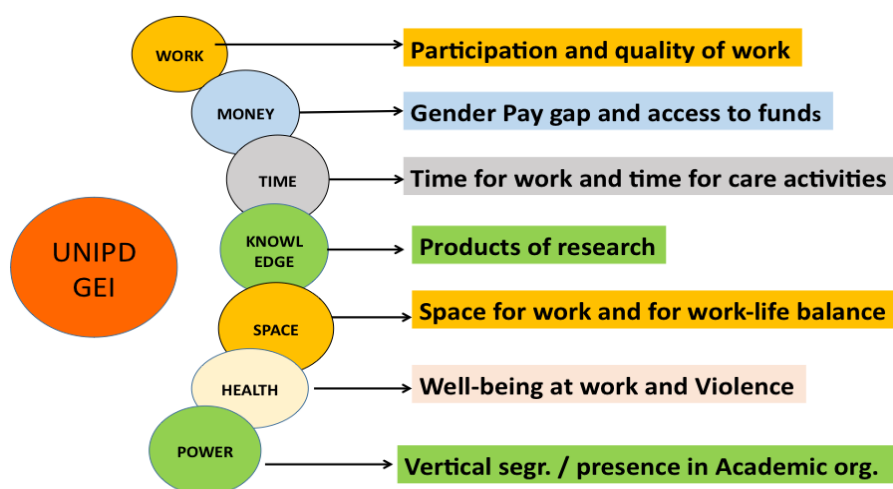 WORK
Participation and quality of work
MONEY
Gender Pay gap and access to funds
TIME
Time for work and time for care activities
UNIPD
GEI
KNOWL
EDGE
Products of research
SPACE
Space for work and for work-life balance
HEALTH
Well-being at work and Violence
POWER
Vertical segr. / presence in Academic org.